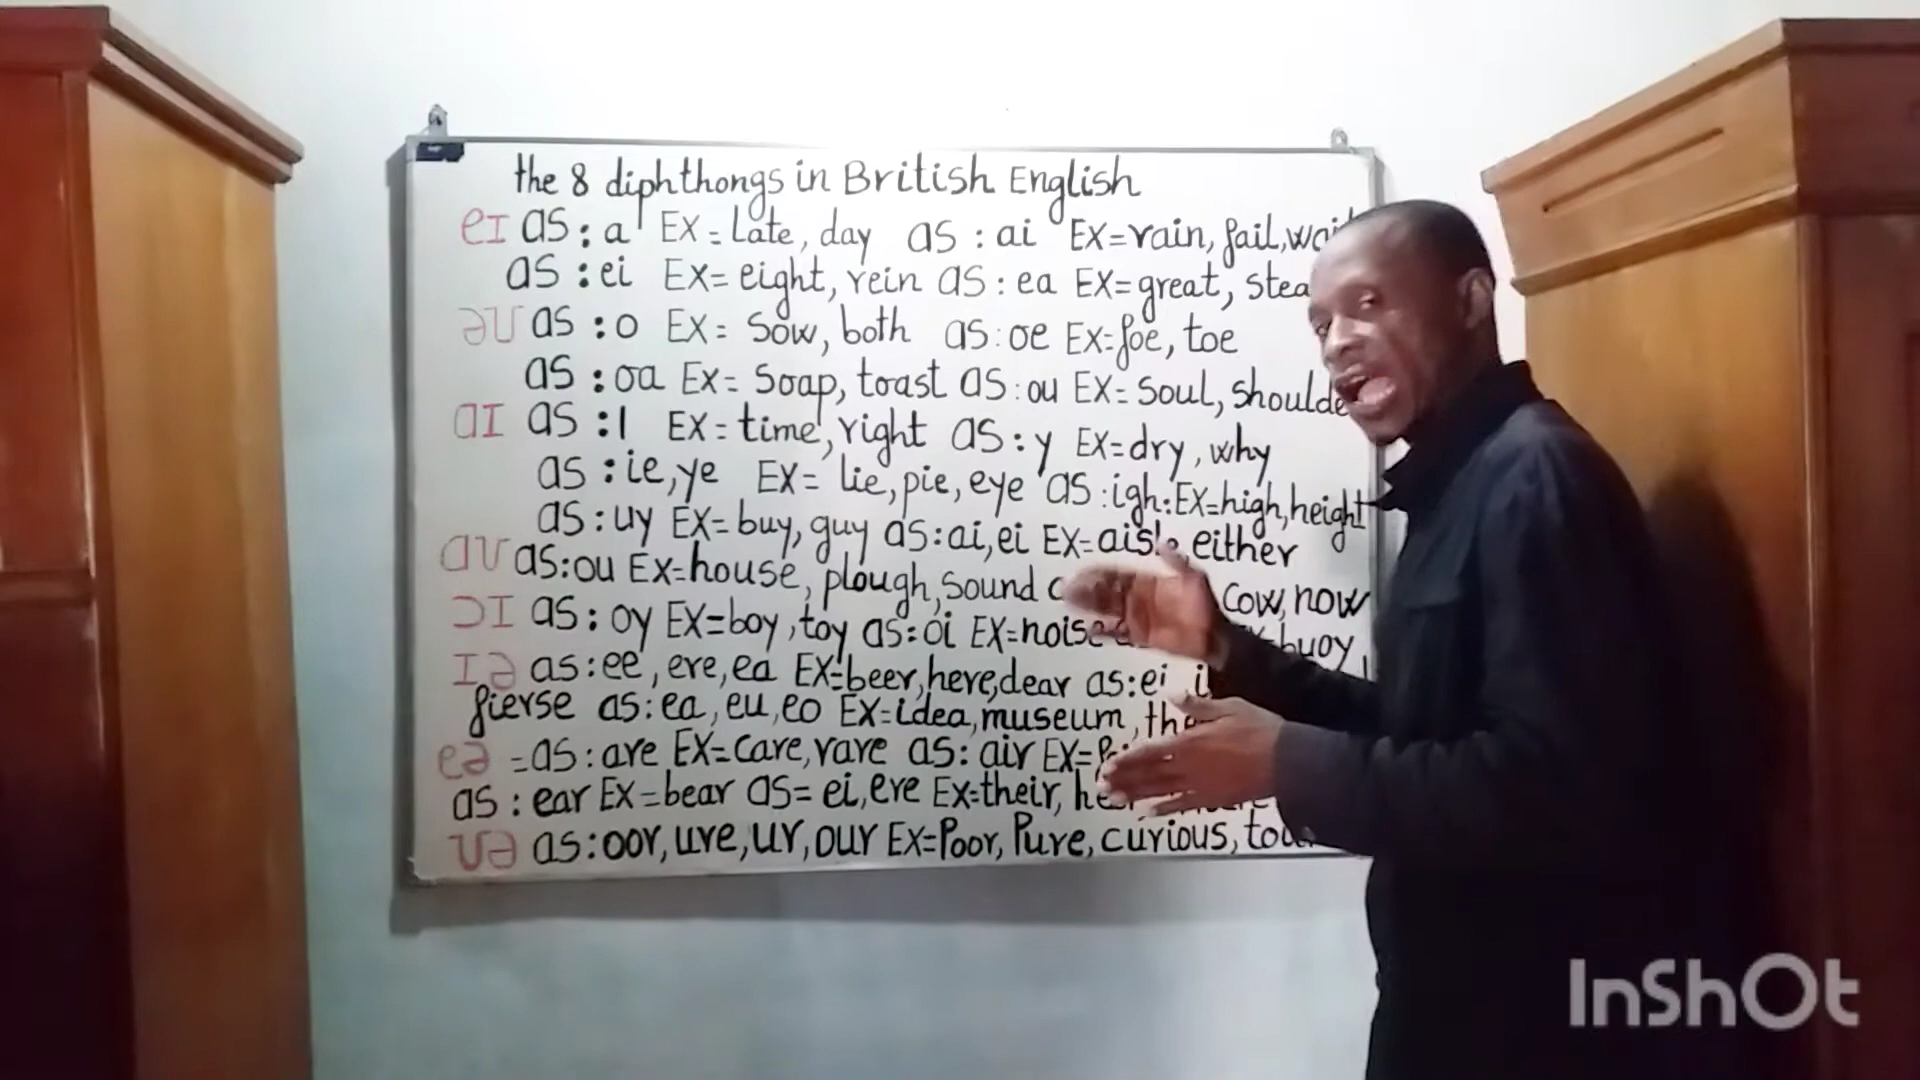 the 8 diphthongs in British English
eɪ as : a EX = Late, day as : ai EX=rain, fail,
as : ei EX= eight, rein as : ea EX= great,
əʊ as : o EX= Sow, both as : oe EX=foe, toe
as : oa EX= Soap, toast as : ou EX= Soul,
aɪ as : I EX= time, right as : y EX=dry, why
as : ie, ye EX= lie, pie, eye as : igh: EX=high, height
as : uy EX= buy, guy as : ai, ei EX= either
aʊ as:ou EX=house, plough, Sound cow, now
ɔɪ as : oy EX=boy, toy as : oi EX= buoy,
ɪə as : ee, ere, ea EX=beer, here, dear as : ei
fierse as : ea, eu, eo EX=idea, museum,
eə =as : are EX=care, rare as : air EX=
as : ear EX=bear as= ei, ere EX=their,
ʊə as : oor, ure, ur, our EX=Poor, Pure, curious,
InShOt